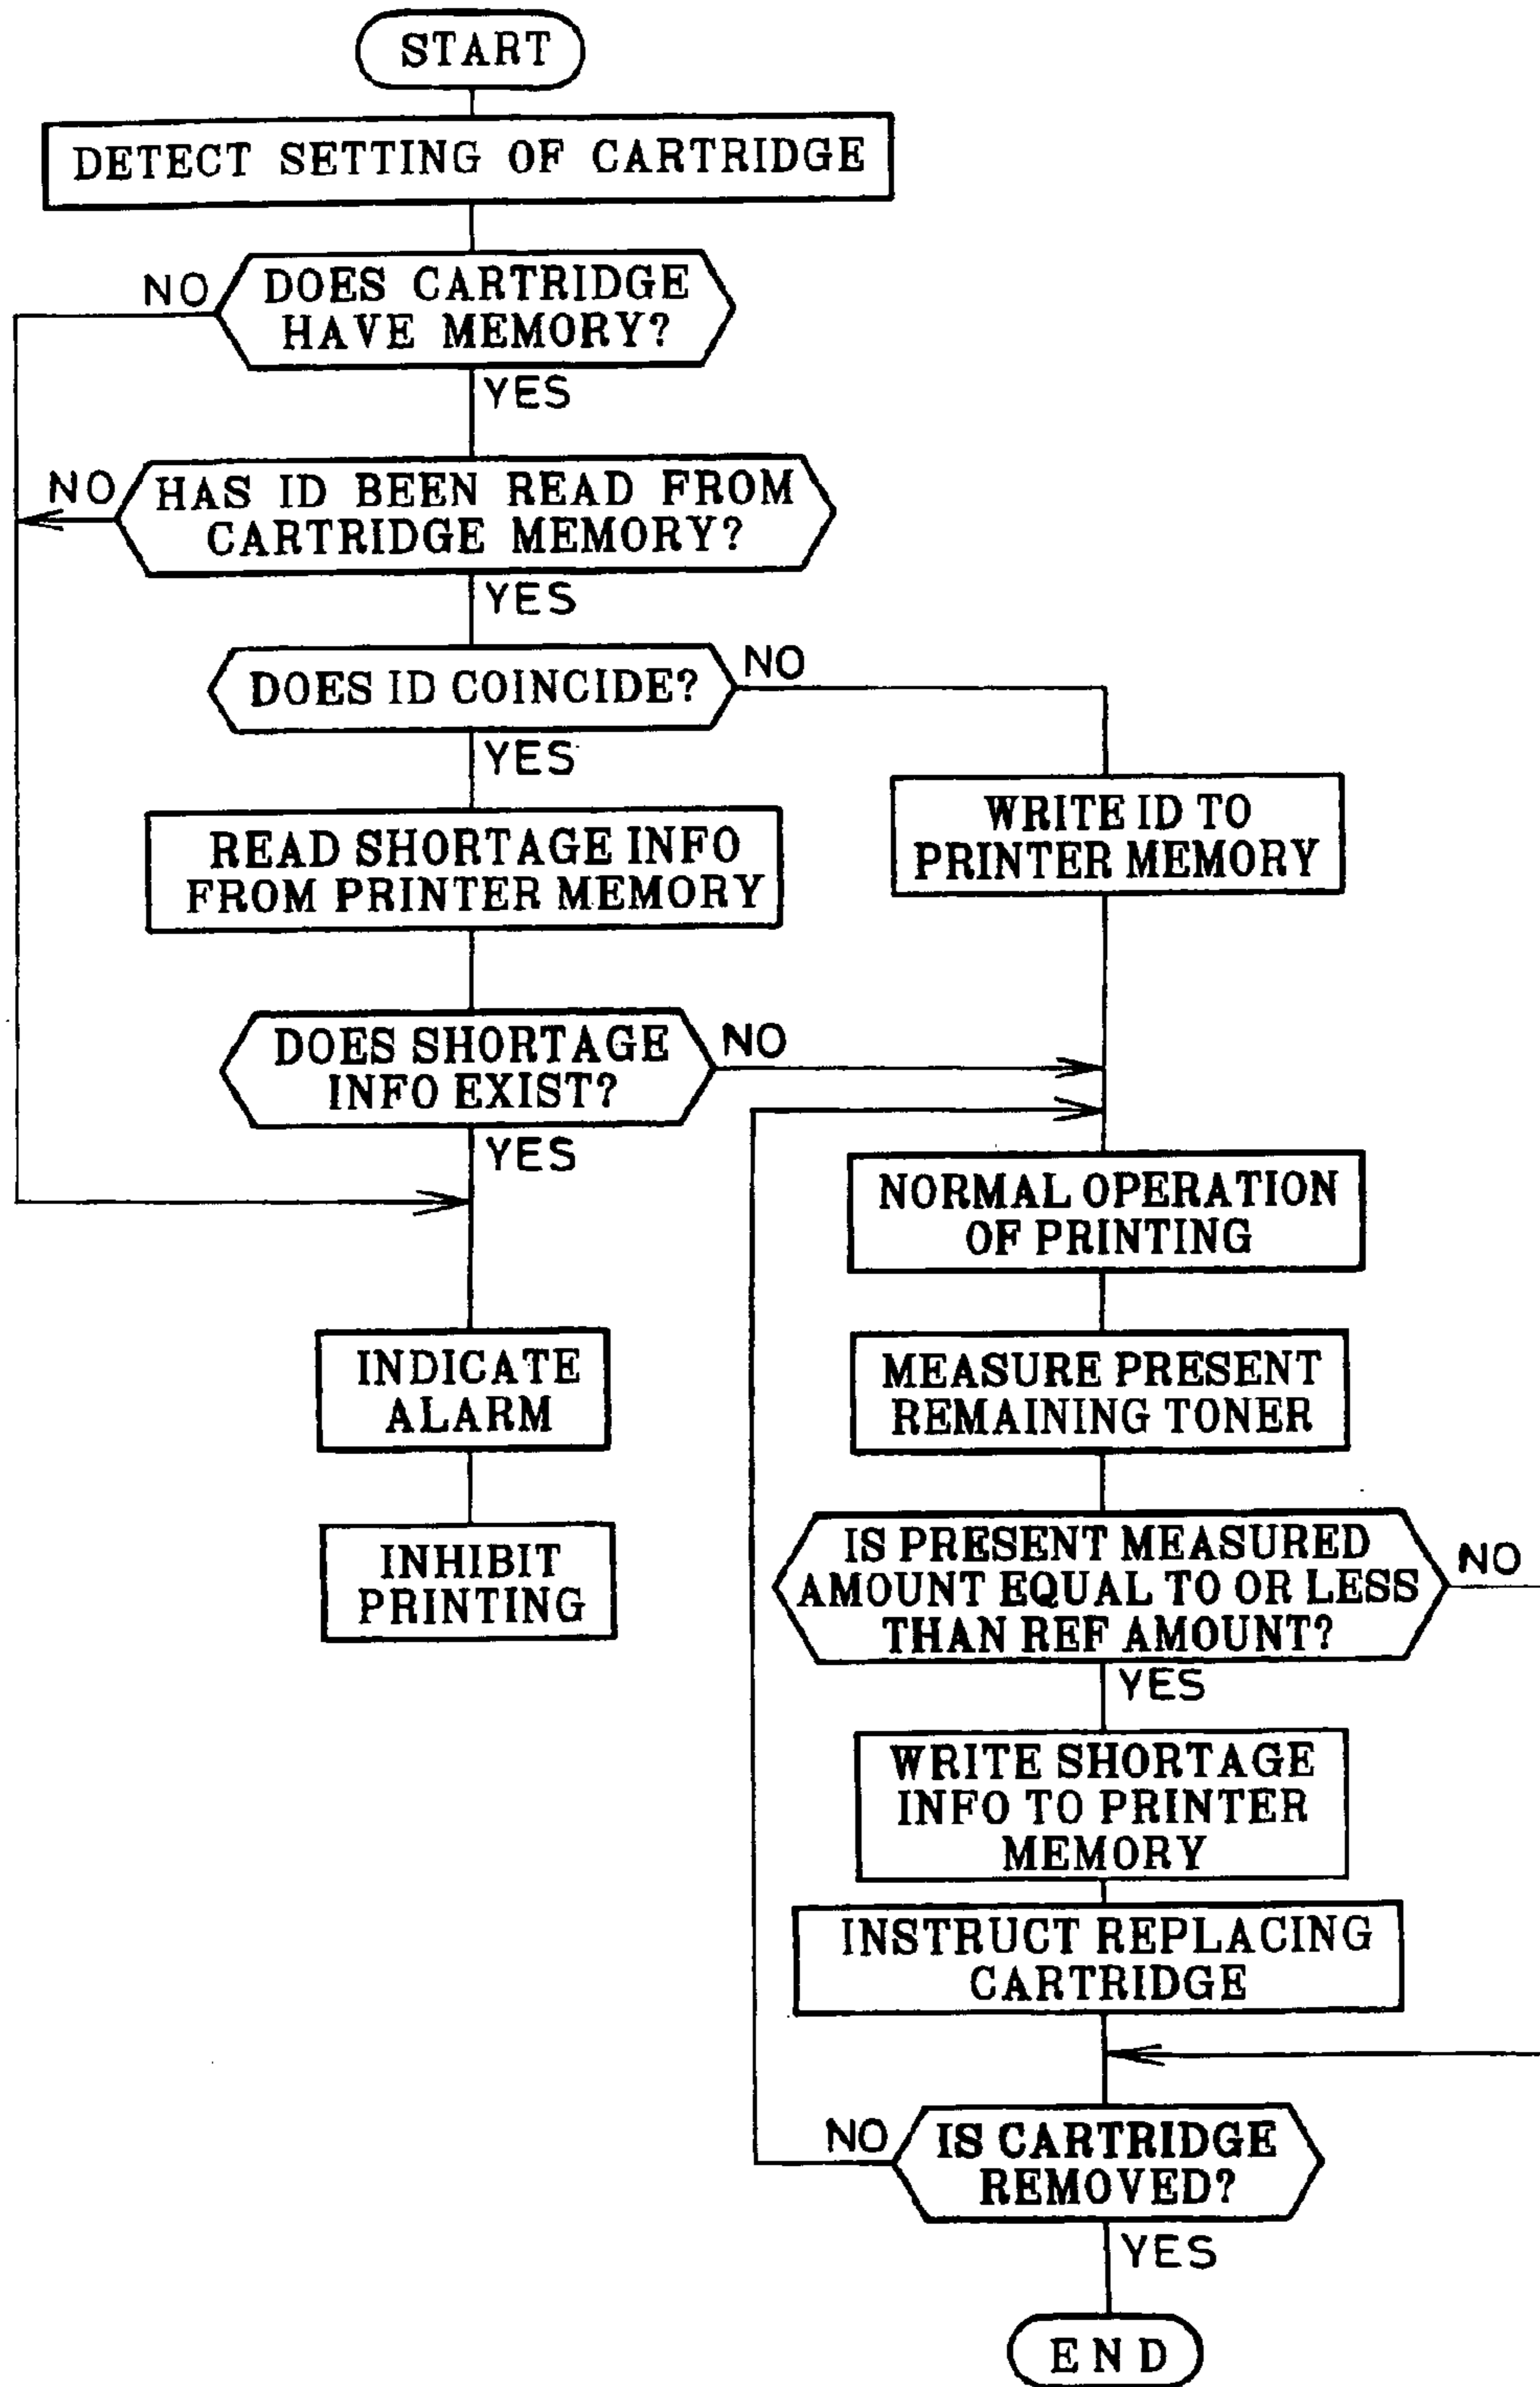 START
DETECT SETTING OF CARTRIDGE
NO
DOES CARTRIDGE
HAVE MEMORY?
YES
NO
HAS ID BEEN READ FROM
CARTRIDGE MEMORY?
YES
DOES ID COINCIDE?
NO
YES
READ SHORTAGE INFO
FROM PRINTER MEMORY
WRITE ID TO
PRINTER MEMORY
DOES SHORTAGE
INFO EXIST?
NO
YES
INDICATE
ALARM
INHIBIT
PRINTING
NORMAL OPERATION
OF PRINTING
MEASURE PRESENT
REMAINING TONER
IS PRESENT MEASURED
AMOUNT EQUAL TO OR LESS
THAN REF AMOUNT?
NO
YES
WRITE SHORTAGE
INFO TO PRINTER
MEMORY
INSTRUCT REPLACING
CARTRIDGE
NO
IS CARTRIDGE
REMOVED?
YES
END